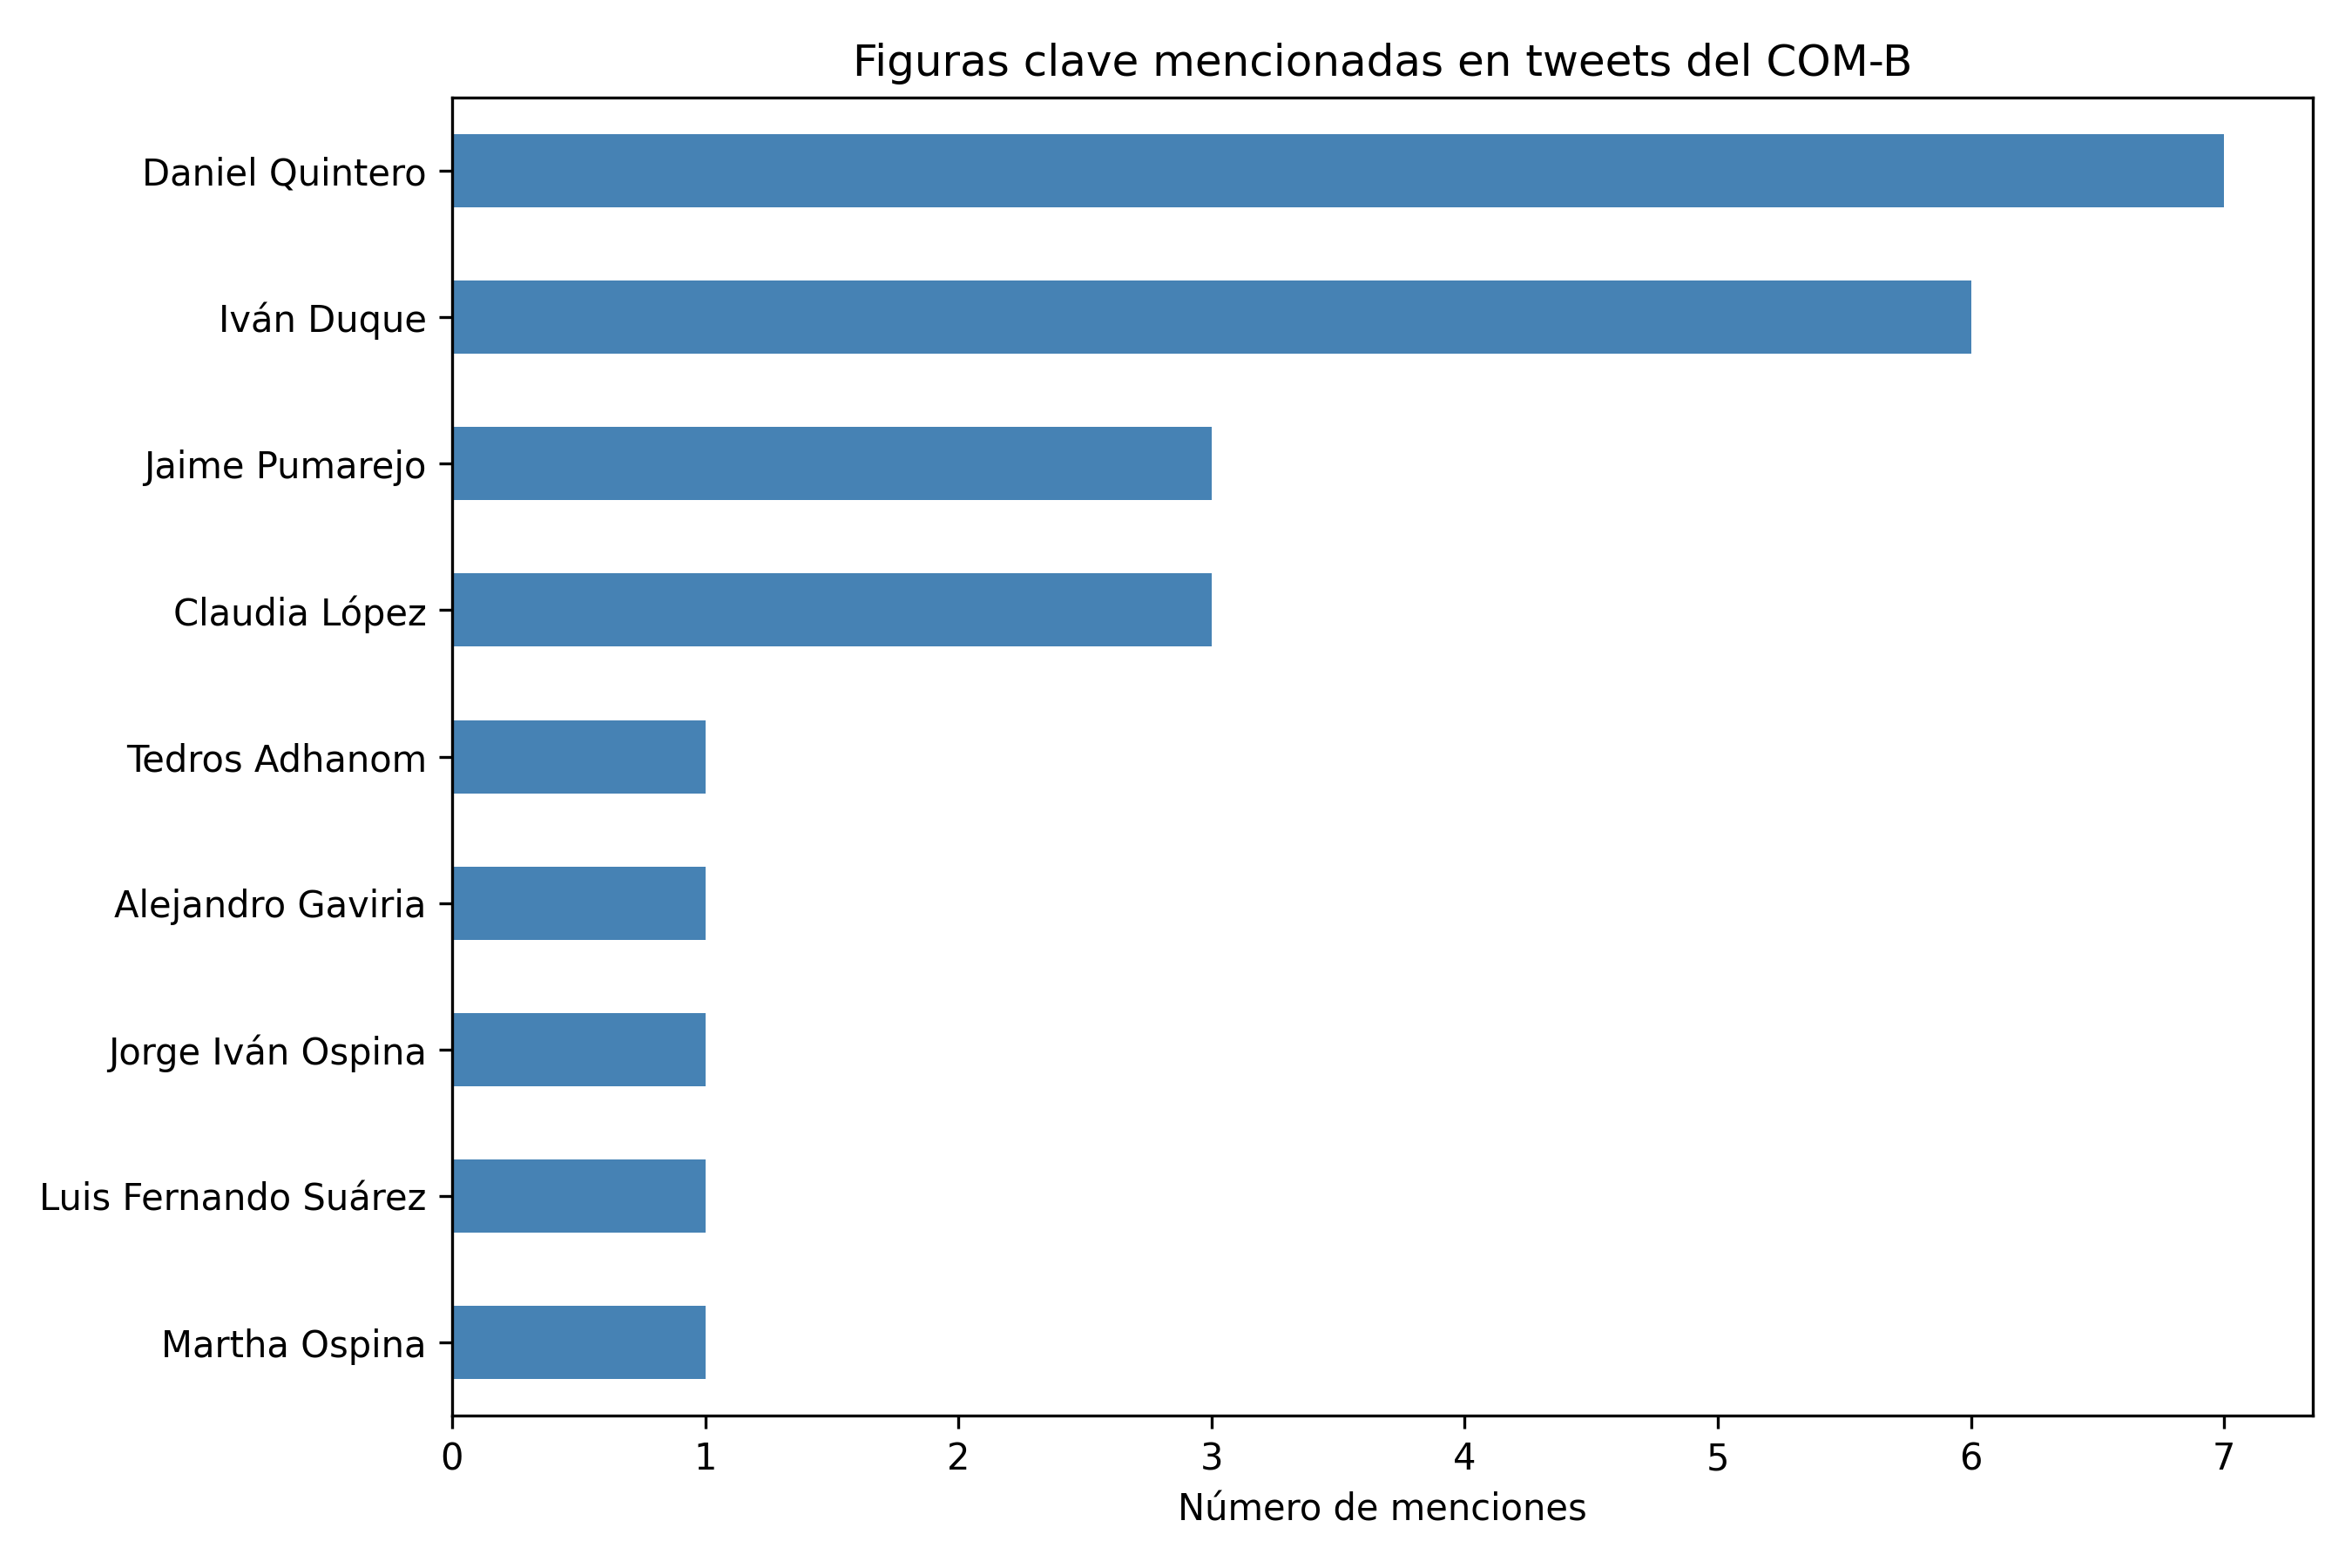 Figuras clave mencionadas en tweets del COM-B
Daniel Quintero
Iván Duque
Jaime Pumarejo
Claudia López
Tedros Adhanom
Alejandro Gaviria
Jorge Iván Ospina
Luis Fernando Suárez
Martha Ospina
0 1 2 3 4 5 6 7
Número de menciones